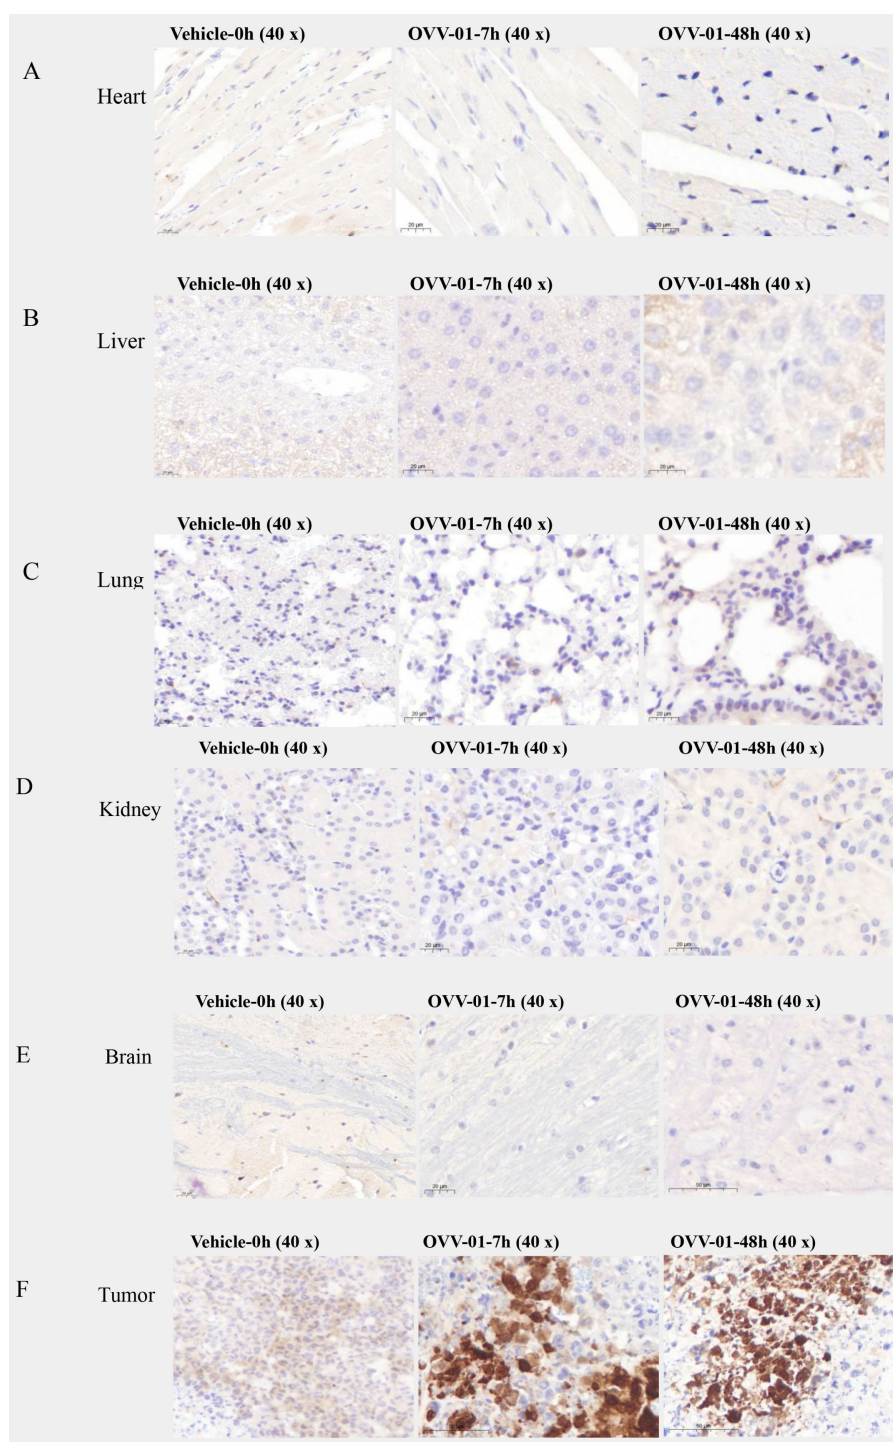 Vehicle-0h (40 x) OVV-01-7h (40 x) OVV-01-48h (40 x)
A
Heart
20 μm 20 μm
Vehicle-0h (40 x) OVV-01-7h (40 x) OVV-01-48h (40 x)
B
Liver
20 μm 20 μm
Vehicle-0h (40 x) OVV-01-7h (40 x) OVV-01-48h (40 x)
C
Lung
20 μm 20 μm
Vehicle-0h (40 x) OVV-01-7h (40 x) OVV-01-48h (40 x)
D
Kidney
20 μm 20 μm
Vehicle-0h (40 x) OVV-01-7h (40 x) OVV-01-48h (40 x)
E
Brain
20 μm 50 μm
Vehicle-0h (40 x) OVV-01-7h (40 x) OVV-01-48h (40 x)
F
Tumor
50 μm